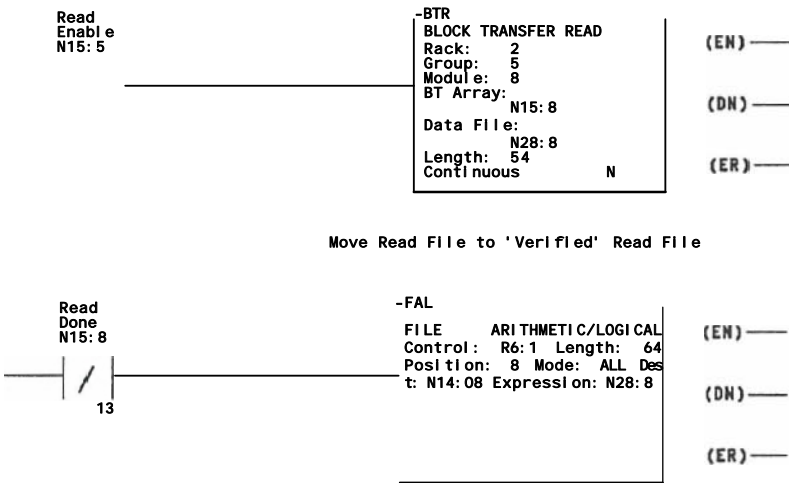 Read
Enable
N15:5
-BTR
BLOCK TRANSFER READ
Rack: 2
Group: 5
Module: 8
BT Array:
N15:8
Data File:
N28:8
Length: 54
Continuous N
(EN)
(DN)
(ER)
Move Read File to 'Verified' Read File
Read
Done
N15:8
13
-FAL
FILE ARITHMETIC/LOGICAL
Control: R6:1 Length: 64
Position: 8 Mode: ALL Des
t: N14:08 Expression: N28:8
(EN)
(DN)
(ER)